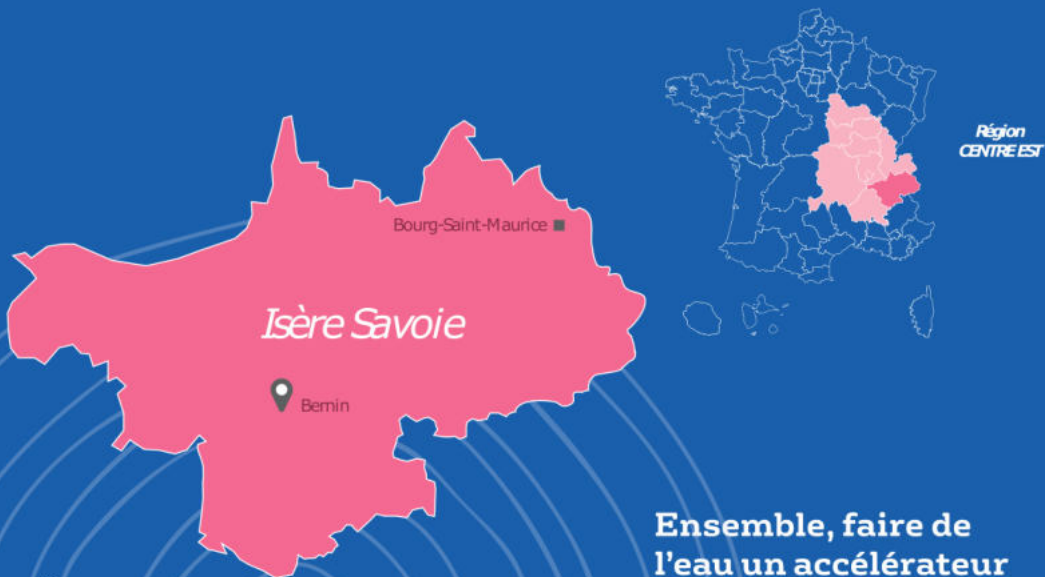 Région
CENTRE EST
Bourg-Saint-Maurice
Isère Savoie
Bernin
Ensemble, faire de
l'eau un accélérateur